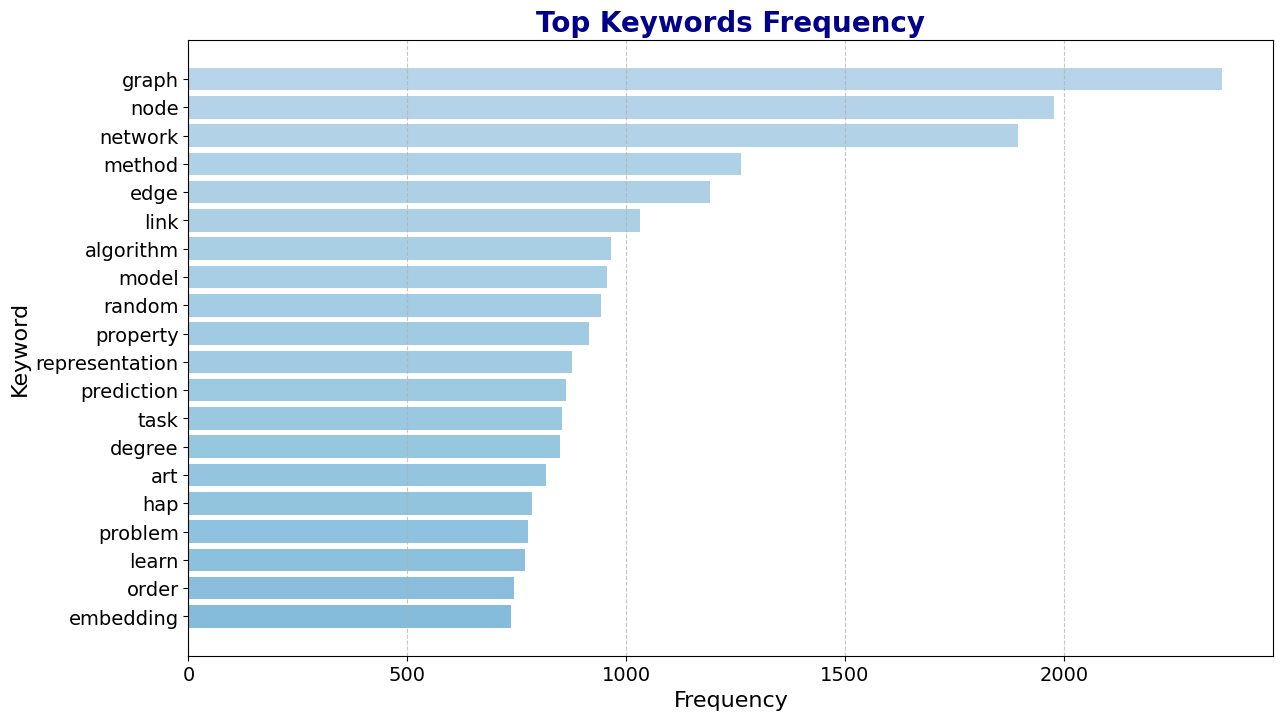 Top Keywords Frequency
graph
node
network
method
edge
link
algorithm
model
random
property
representation
prediction
task
degree
art
hap
problem
learn
order
embedding
Keyword
0 500 1000 1500 2000
Frequency